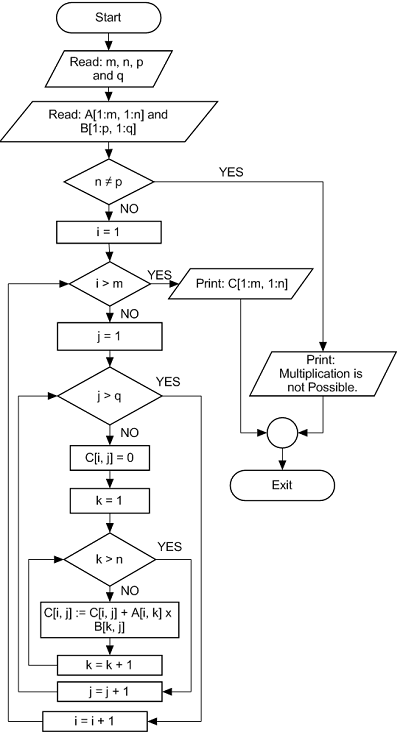 Start
Read: m, n, p
and q
Read: A[1:m, 1:n] and
B[1:p, 1:q]
n ≠ p
YES
NO
i = 1
i > m
YES
Print: C[1:m, 1:n]
NO
j = 1
Print:
Multiplication is
not Possible.
j > q
YES
NO
C[i, j] = 0
Exit
k = 1
k > n
YES
NO
C[i, j] := C[i, j] + A[i, k] x
B[k, j]
k = k + 1
j = j + 1
i = i + 1